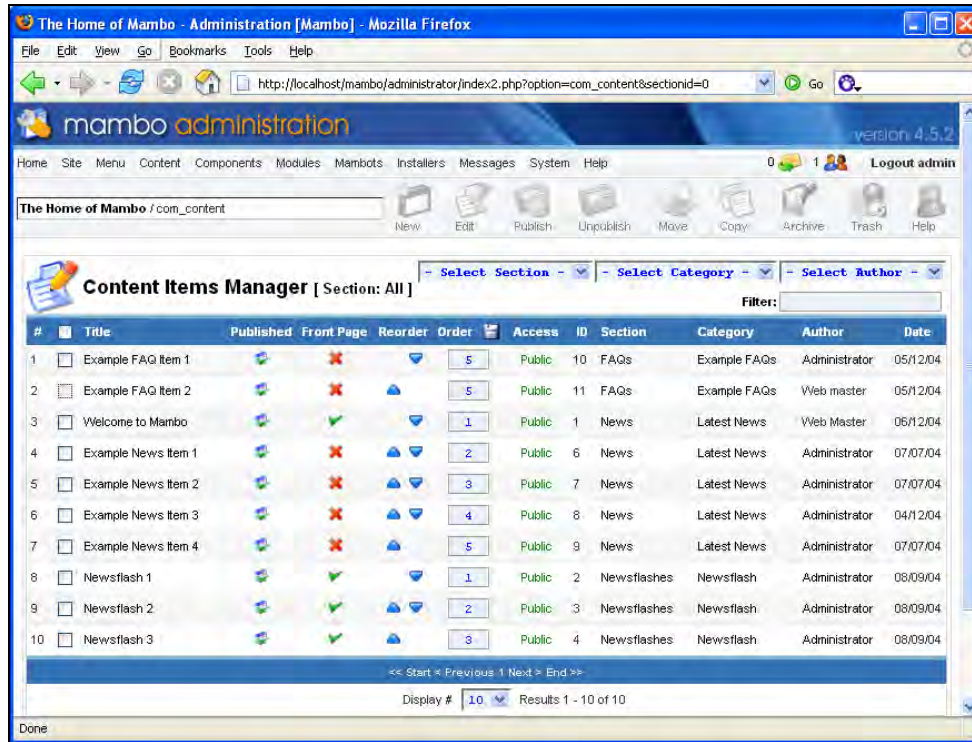 The Home of Mambo - Administration [Mambo] - Mozilla Firefox
File Edit View Go Bookmarks Tools Help
http://localhost/mambo/administrator/index2.php?option=com_content&sectionid=0 Go
mambo administration
version 4.5.2
Home Site Menu Content Components Modules Mambots Installers Messages System Help 0 1 Logout admin
The Home of Mambo / com_content
New Edit Publish Unpublish Move Copy Archive Trash Help
Content Items Manager [ Section: All ]
- Select Section - - Select Category - - Select Author -
Filter:
# Title Published Front Page Reorder Order Access ID Section Category Author Date
1 Example FAQ Item 1 5 Public 10 FAQs Example FAQs Administrator 05/12/04
2 Example FAQ Item 2 5 Public 11 FAQs Example FAQs Web master 05/12/04
3 Welcome to Mambo 1 Public 1 News Latest News Web Master 06/12/04
4 Example News Item 1 2 Public 6 News Latest News Administrator 07/07/04
5 Example News Item 2 3 Public 7 News Latest News Administrator 07/07/04
6 Example News Item 3 4 Public 8 News Latest News Administrator 04/12/04
7 Example News Item 4 5 Public 9 News Latest News Administrator 07/07/04
8 Newsflash 1 1 Public 2 Newsflashes Newsflash Administrator 08/09/04
9 Newsflash 2 2 Public 3 Newsflashes Newsflash Administrator 08/09/04
10 Newsflash 3 3 Public 4 Newsflashes Newsflash Administrator 08/09/04
<< Start < Previous 1 Next > End >>
Display # 10 Results 1 - 10 of 10
Done